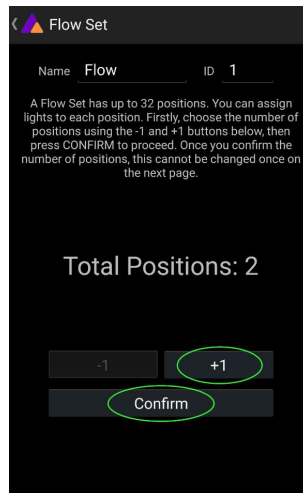 Flow Set
Name Flow ID 1
A Flow Set has up to 32 positions. You can assign
lights to each position. Firstly, choose the number of
positions using the -1 and +1 buttons below, then
press CONFIRM to proceed. Once you confirm the
number of positions, this cannot be changed once on
the next page.
Total Positions: 2
-1 +1
Confirm